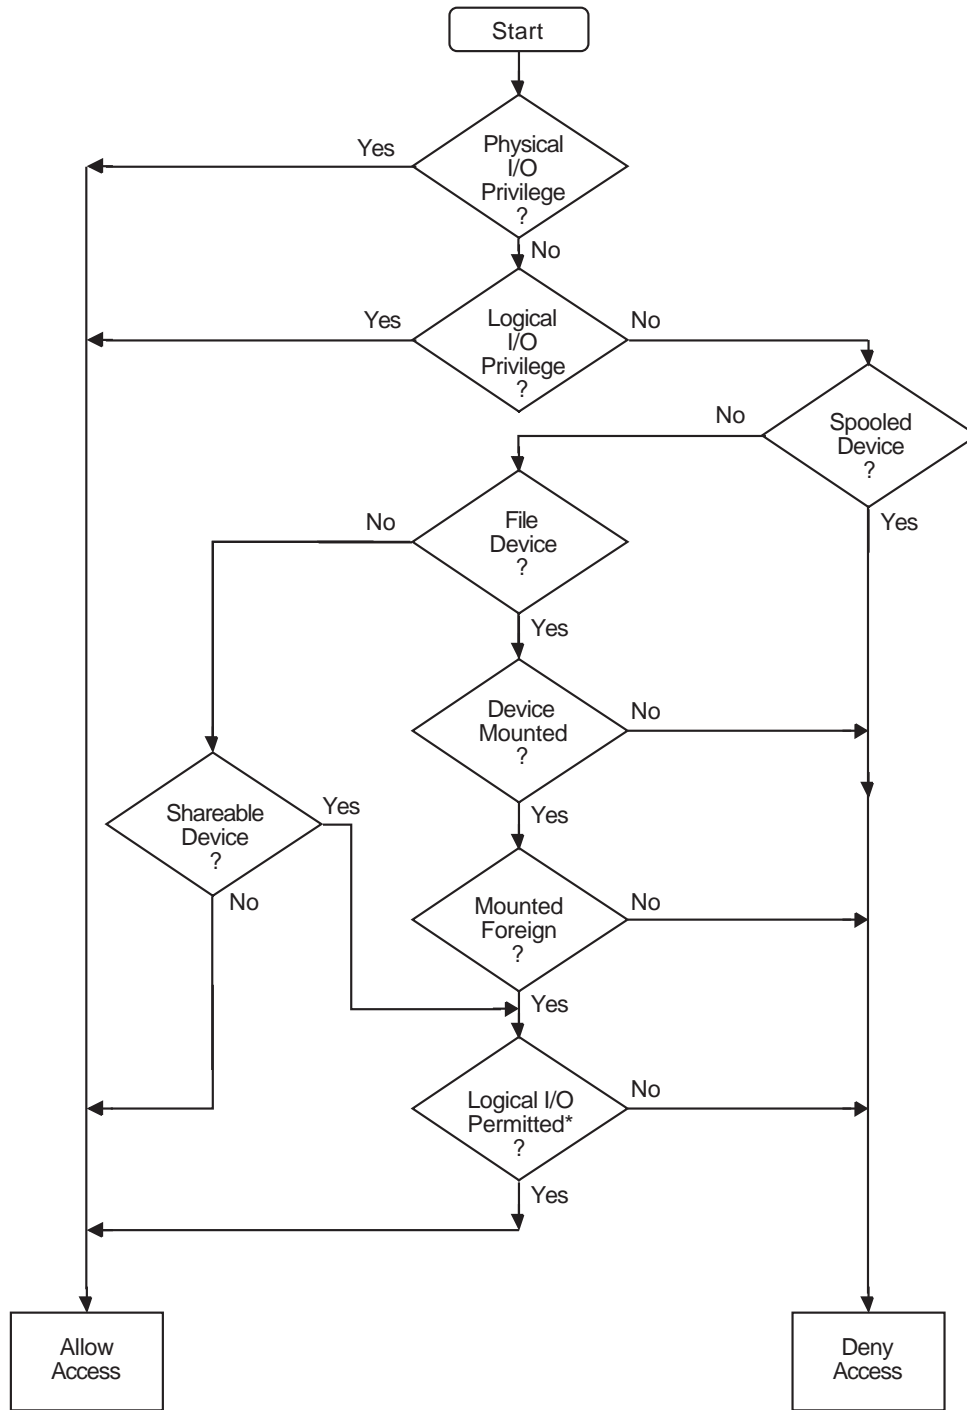 Start
Physical
I/O
Privilege
?
Yes
No
Logical
I/O
Privilege
?
Yes
No
Spooled
Device
?
No
Yes
File
Device
?
No
Yes
Device
Mounted
?
No
Yes
Shareable
Device
?
Yes
No
Mounted
Foreign
?
No
Yes
Logical I/O
Permitted*
?
No
Yes
Allow
Access
Deny
Access